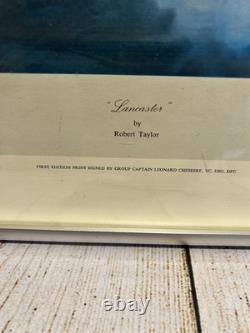 "Lancaster"
by
Robert Taylor
FIRST EDITION PRINT SIGNED BY GROUP CAPTAIN LEONARD CHESHIRE, VC, DSO, DFC